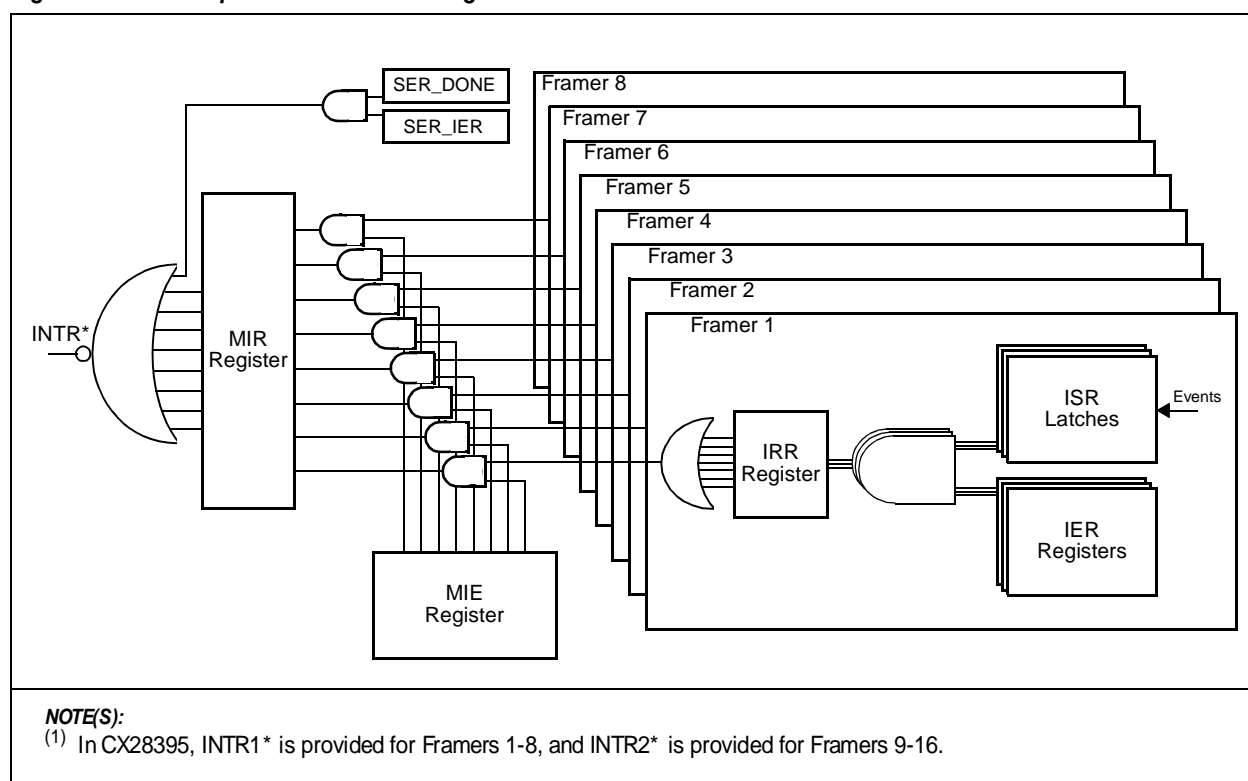 SER_DONE
SER_IER
Framer 8
Framer 7
Framer 6
Framer 5
Framer 4
Framer 3
Framer 2
Framer 1
INTR*
MIR
Register
ISR
Latches
Events
IRR
Register
IER
Registers
MIE
Register
NOTE(S):
(1) In CX28395, INTR1* is provided for Framers 1-8, and INTR2* is provided for Framers 9-16.